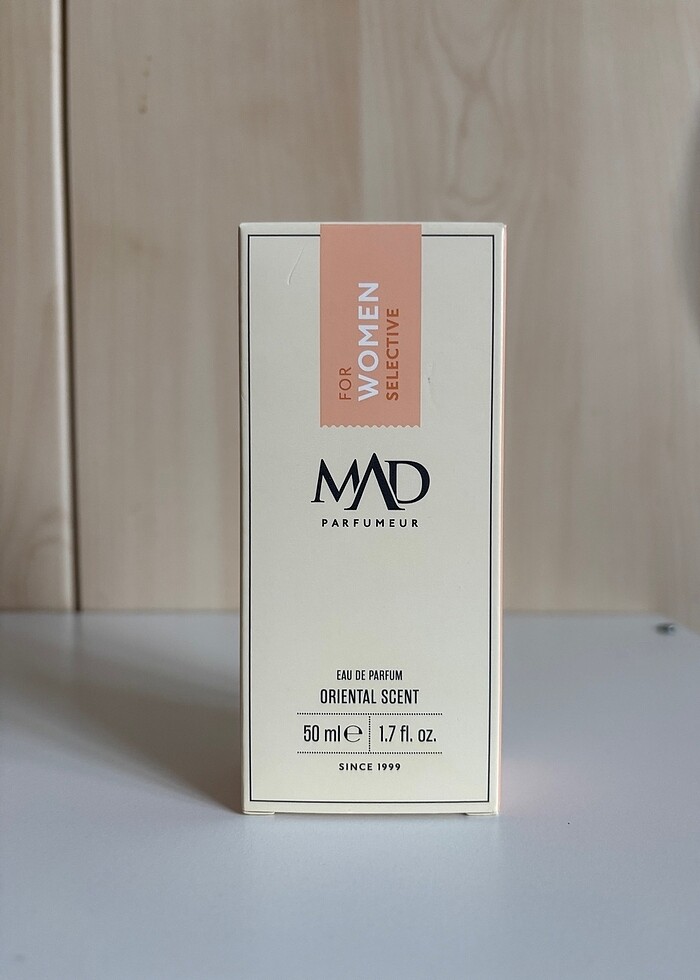 FOR
WOMEN
SELECTIVE
MAD
PARFUMEUR
EAU DE PARFUM
ORIENTAL SCENT
50 ml ℮ 1.7 fl. oz.
SINCE 1999